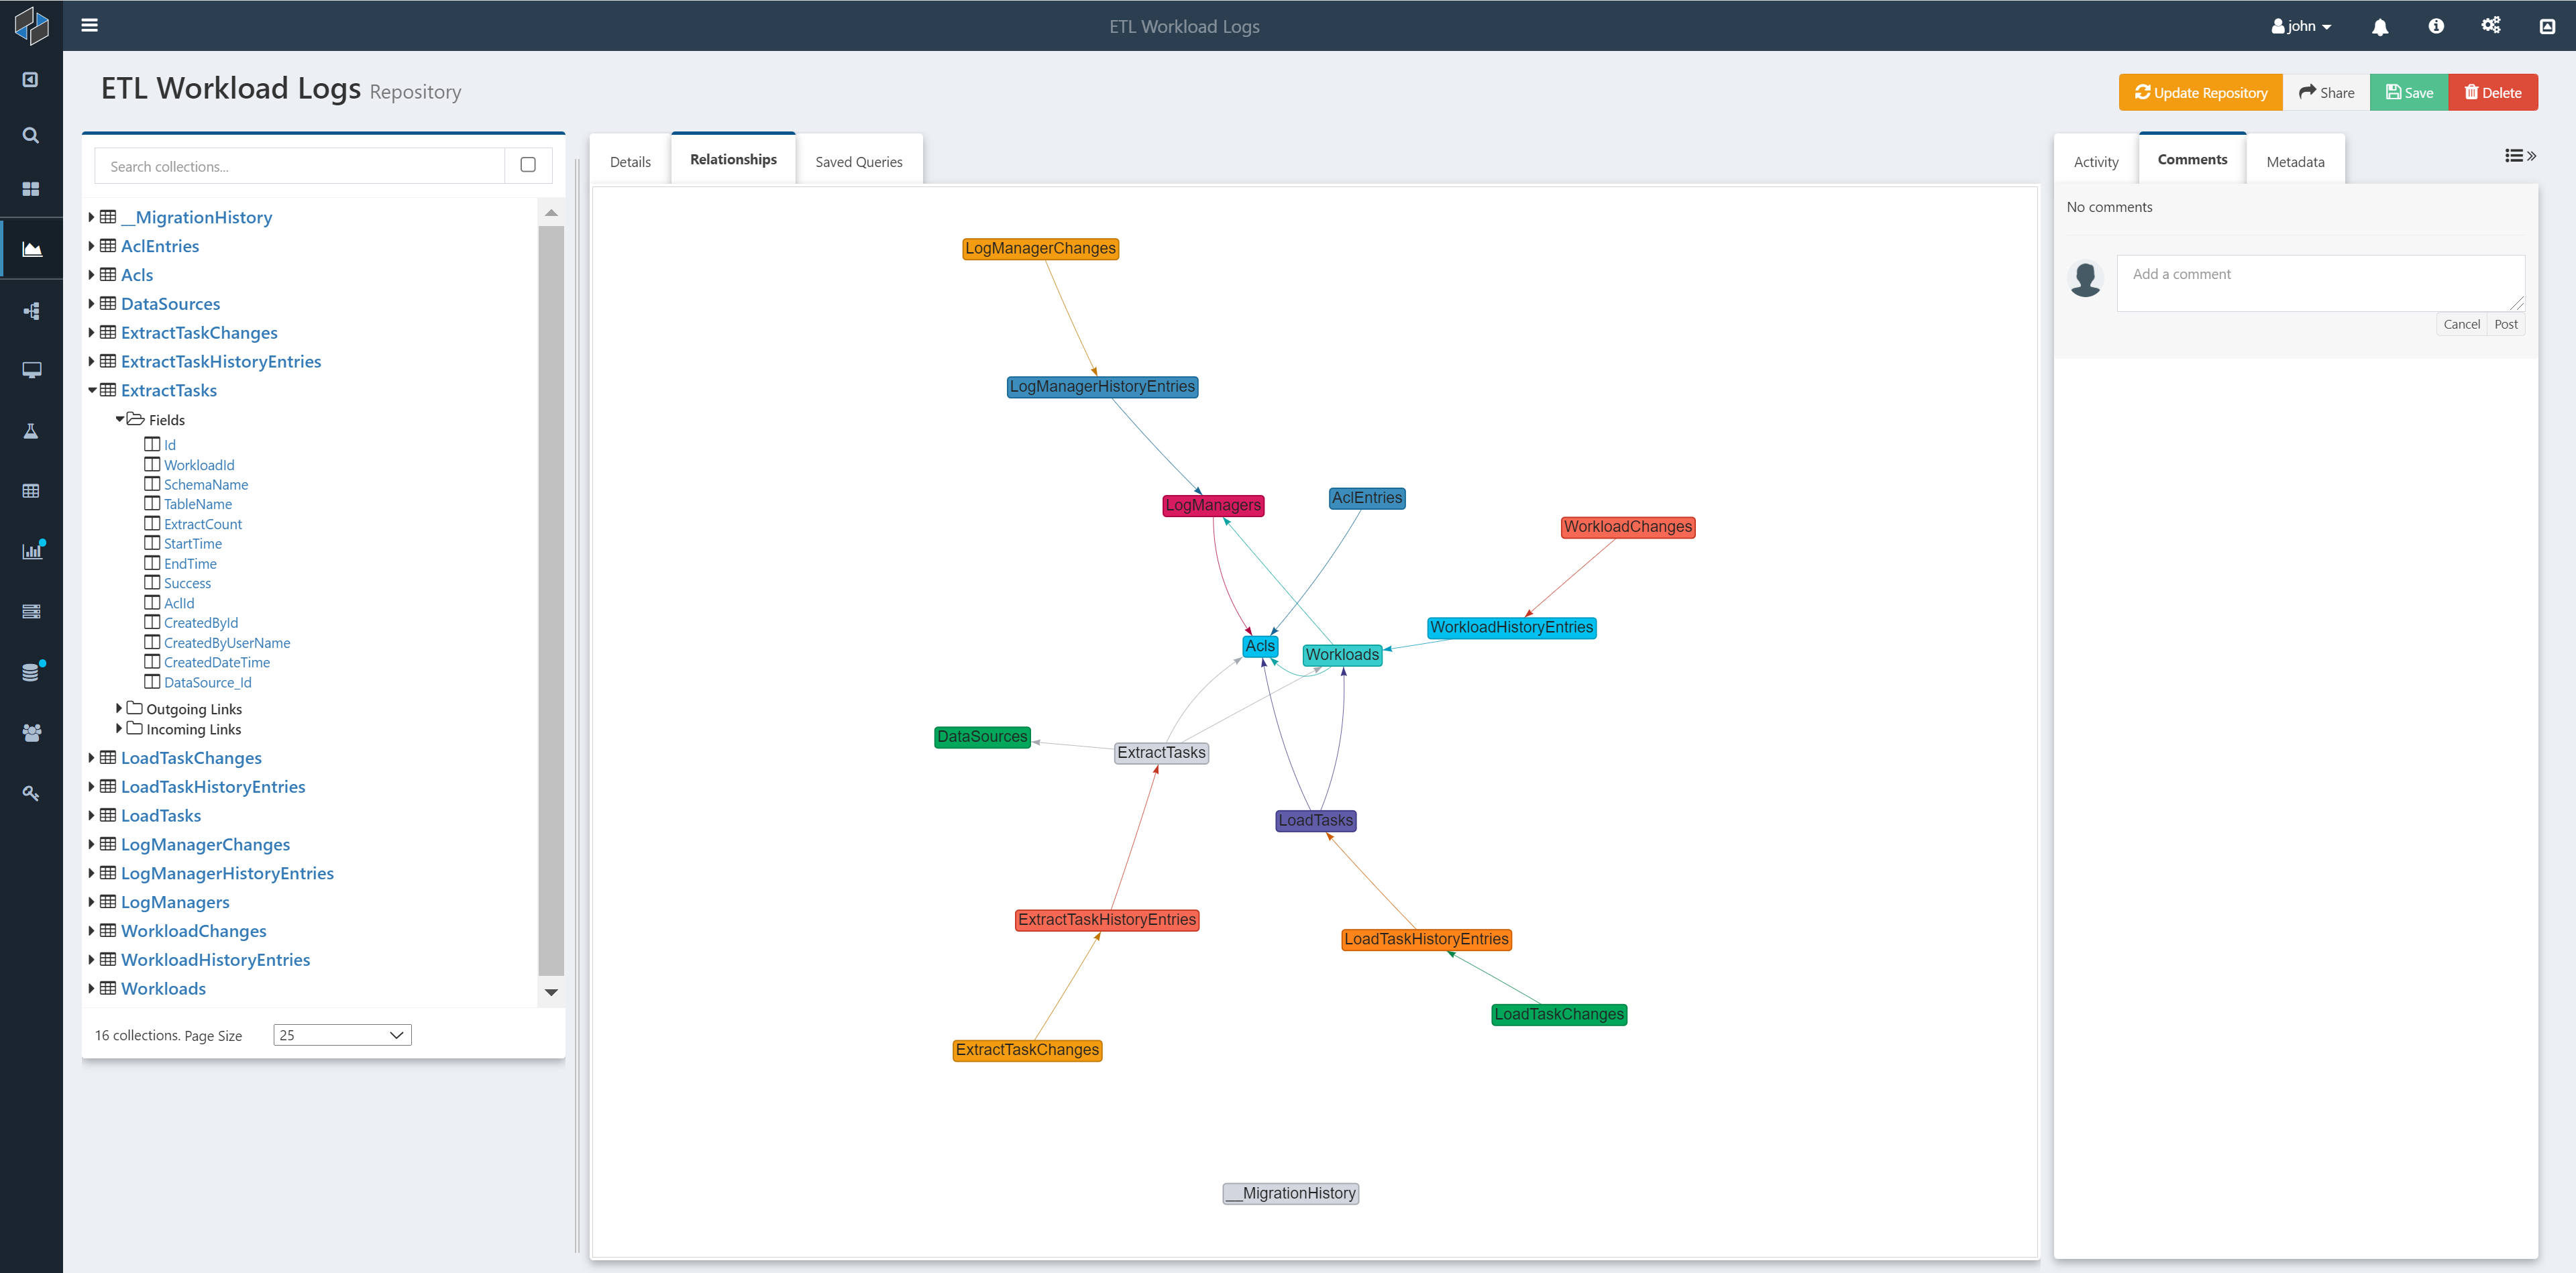 ETL Workload Logs
john
ETL Workload Logs Repository
Update Repository
Share
Save
Delete
Search collections...
__MigrationHistory
AclEntries
Acls
DataSources
ExtractTaskChanges
ExtractTaskHistoryEntries
ExtractTasks
Fields
Id
WorkloadId
SchemaName
TableName
ExtractCount
StartTime
EndTime
Success
AclId
CreatedById
CreatedByUserName
CreatedDateTime
DataSource_Id
Outgoing Links
Incoming Links
LoadTaskChanges
LoadTaskHistoryEntries
LoadTasks
LogManagerChanges
LogManagerHistoryEntries
LogManagers
WorkloadChanges
WorkloadHistoryEntries
Workloads
16 collections. Page Size 25
Details
Relationships
Saved Queries
LogManagerChanges
LogManagerHistoryEntries
LogManagers
AclEntries
WorkloadChanges
WorkloadHistoryEntries
Acls
Workloads
DataSources
ExtractTasks
LoadTasks
ExtractTaskHistoryEntries
LoadTaskHistoryEntries
LoadTaskChanges
ExtractTaskChanges
__MigrationHistory
Activity
Comments
Metadata
No comments
Add a comment
Cancel
Post